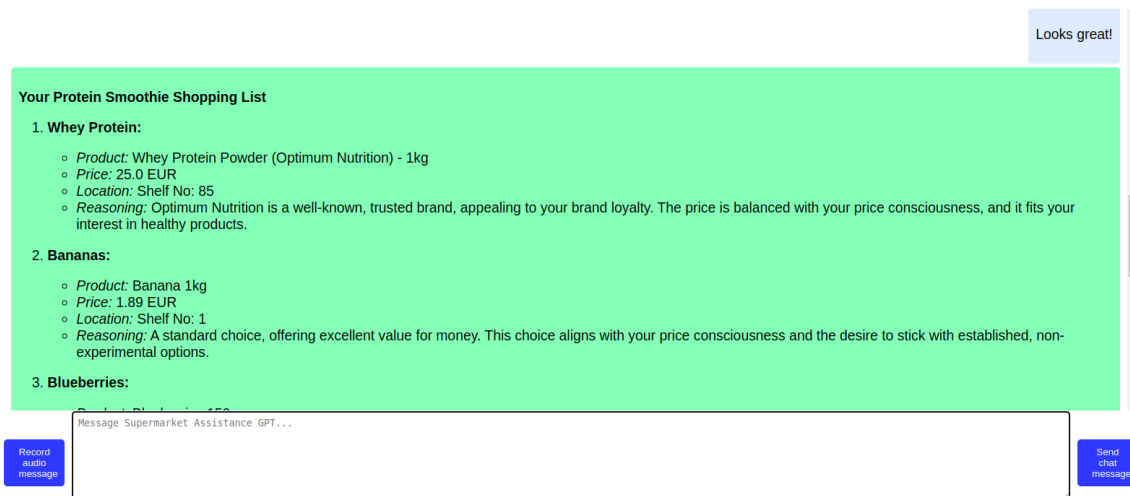 Looks great!
Your Protein Smoothie Shopping List
1. Whey Protein:
Product: Whey Protein Powder (Optimum Nutrition) - 1kg
Price: 25.0 EUR
Location: Shelf No: 85
Reasoning: Optimum Nutrition is a well-known, trusted brand, appealing to your brand loyalty. The price is balanced with your price consciousness, and it fits your
interest in healthy products.
2. Bananas:
Product: Banana 1kg
Price: 1.89 EUR
Location: Shelf No: 1
Reasoning: A standard choice, offering excellent value for money. This choice aligns with your price consciousness and the desire to stick with established, non-
experimental options.
3. Blueberries:
Message Supermarket Assistance GPT...
Record
audio
message
Send
chat
message